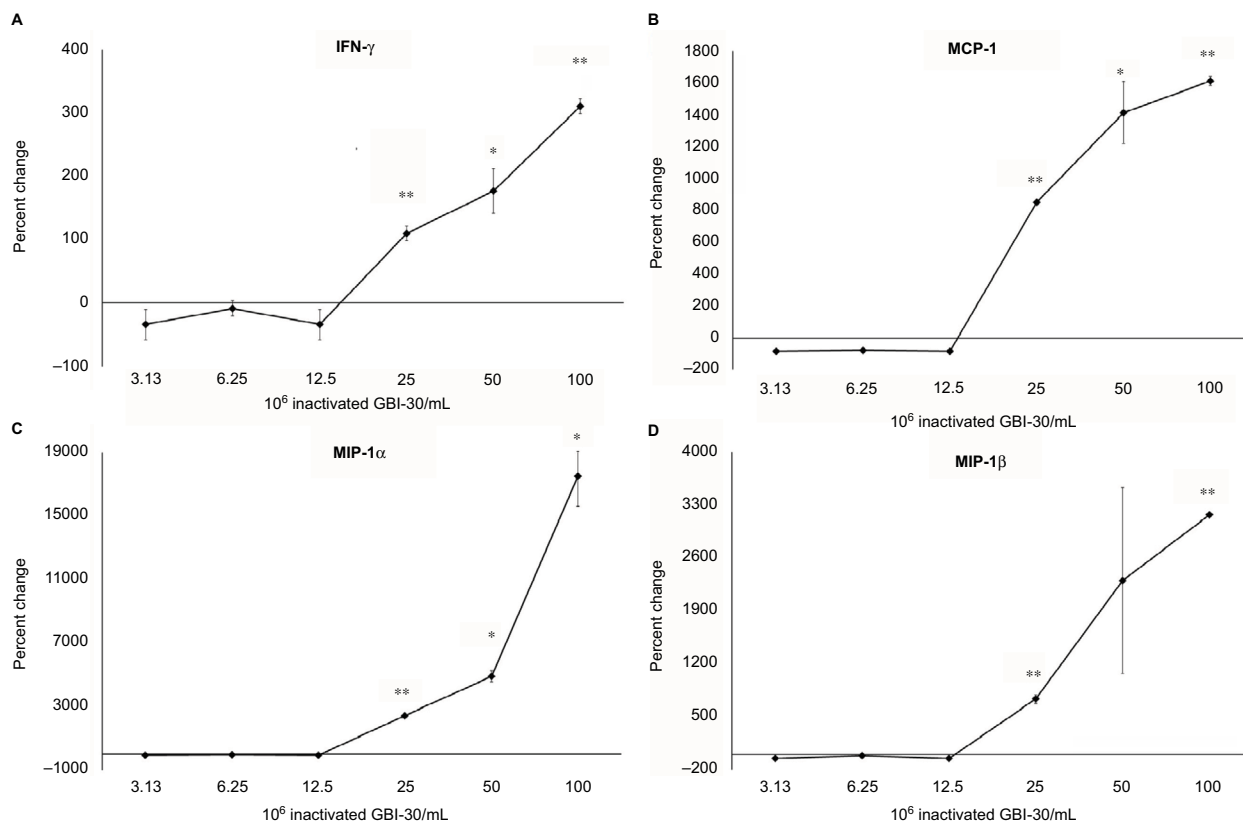 A
IFN-γ
Percent change
400
300
200
100
0
–100
**
*
**
3.13 6.25 12.5 25 50 100
10⁶ inactivated GBI-30/mL
B
MCP-1
Percent change
1800
1600
1400
1200
1000
800
600
400
200
0
–200
**
*
**
3.13 6.25 12.5 25 50 100
10⁶ inactivated GBI-30/mL
C
MIP-1α
Percent change
19000
15000
11000
7000
3000
–1000
**
*
*
3.13 6.25 12.5 25 50 100
10⁶ inactivated GBI-30/mL
D
MIP-1β
Percent change
4000
3300
2600
1900
1200
500
–200
**
**
3.13 6.25 12.5 25 50 100
10⁶ inactivated GBI-30/mL